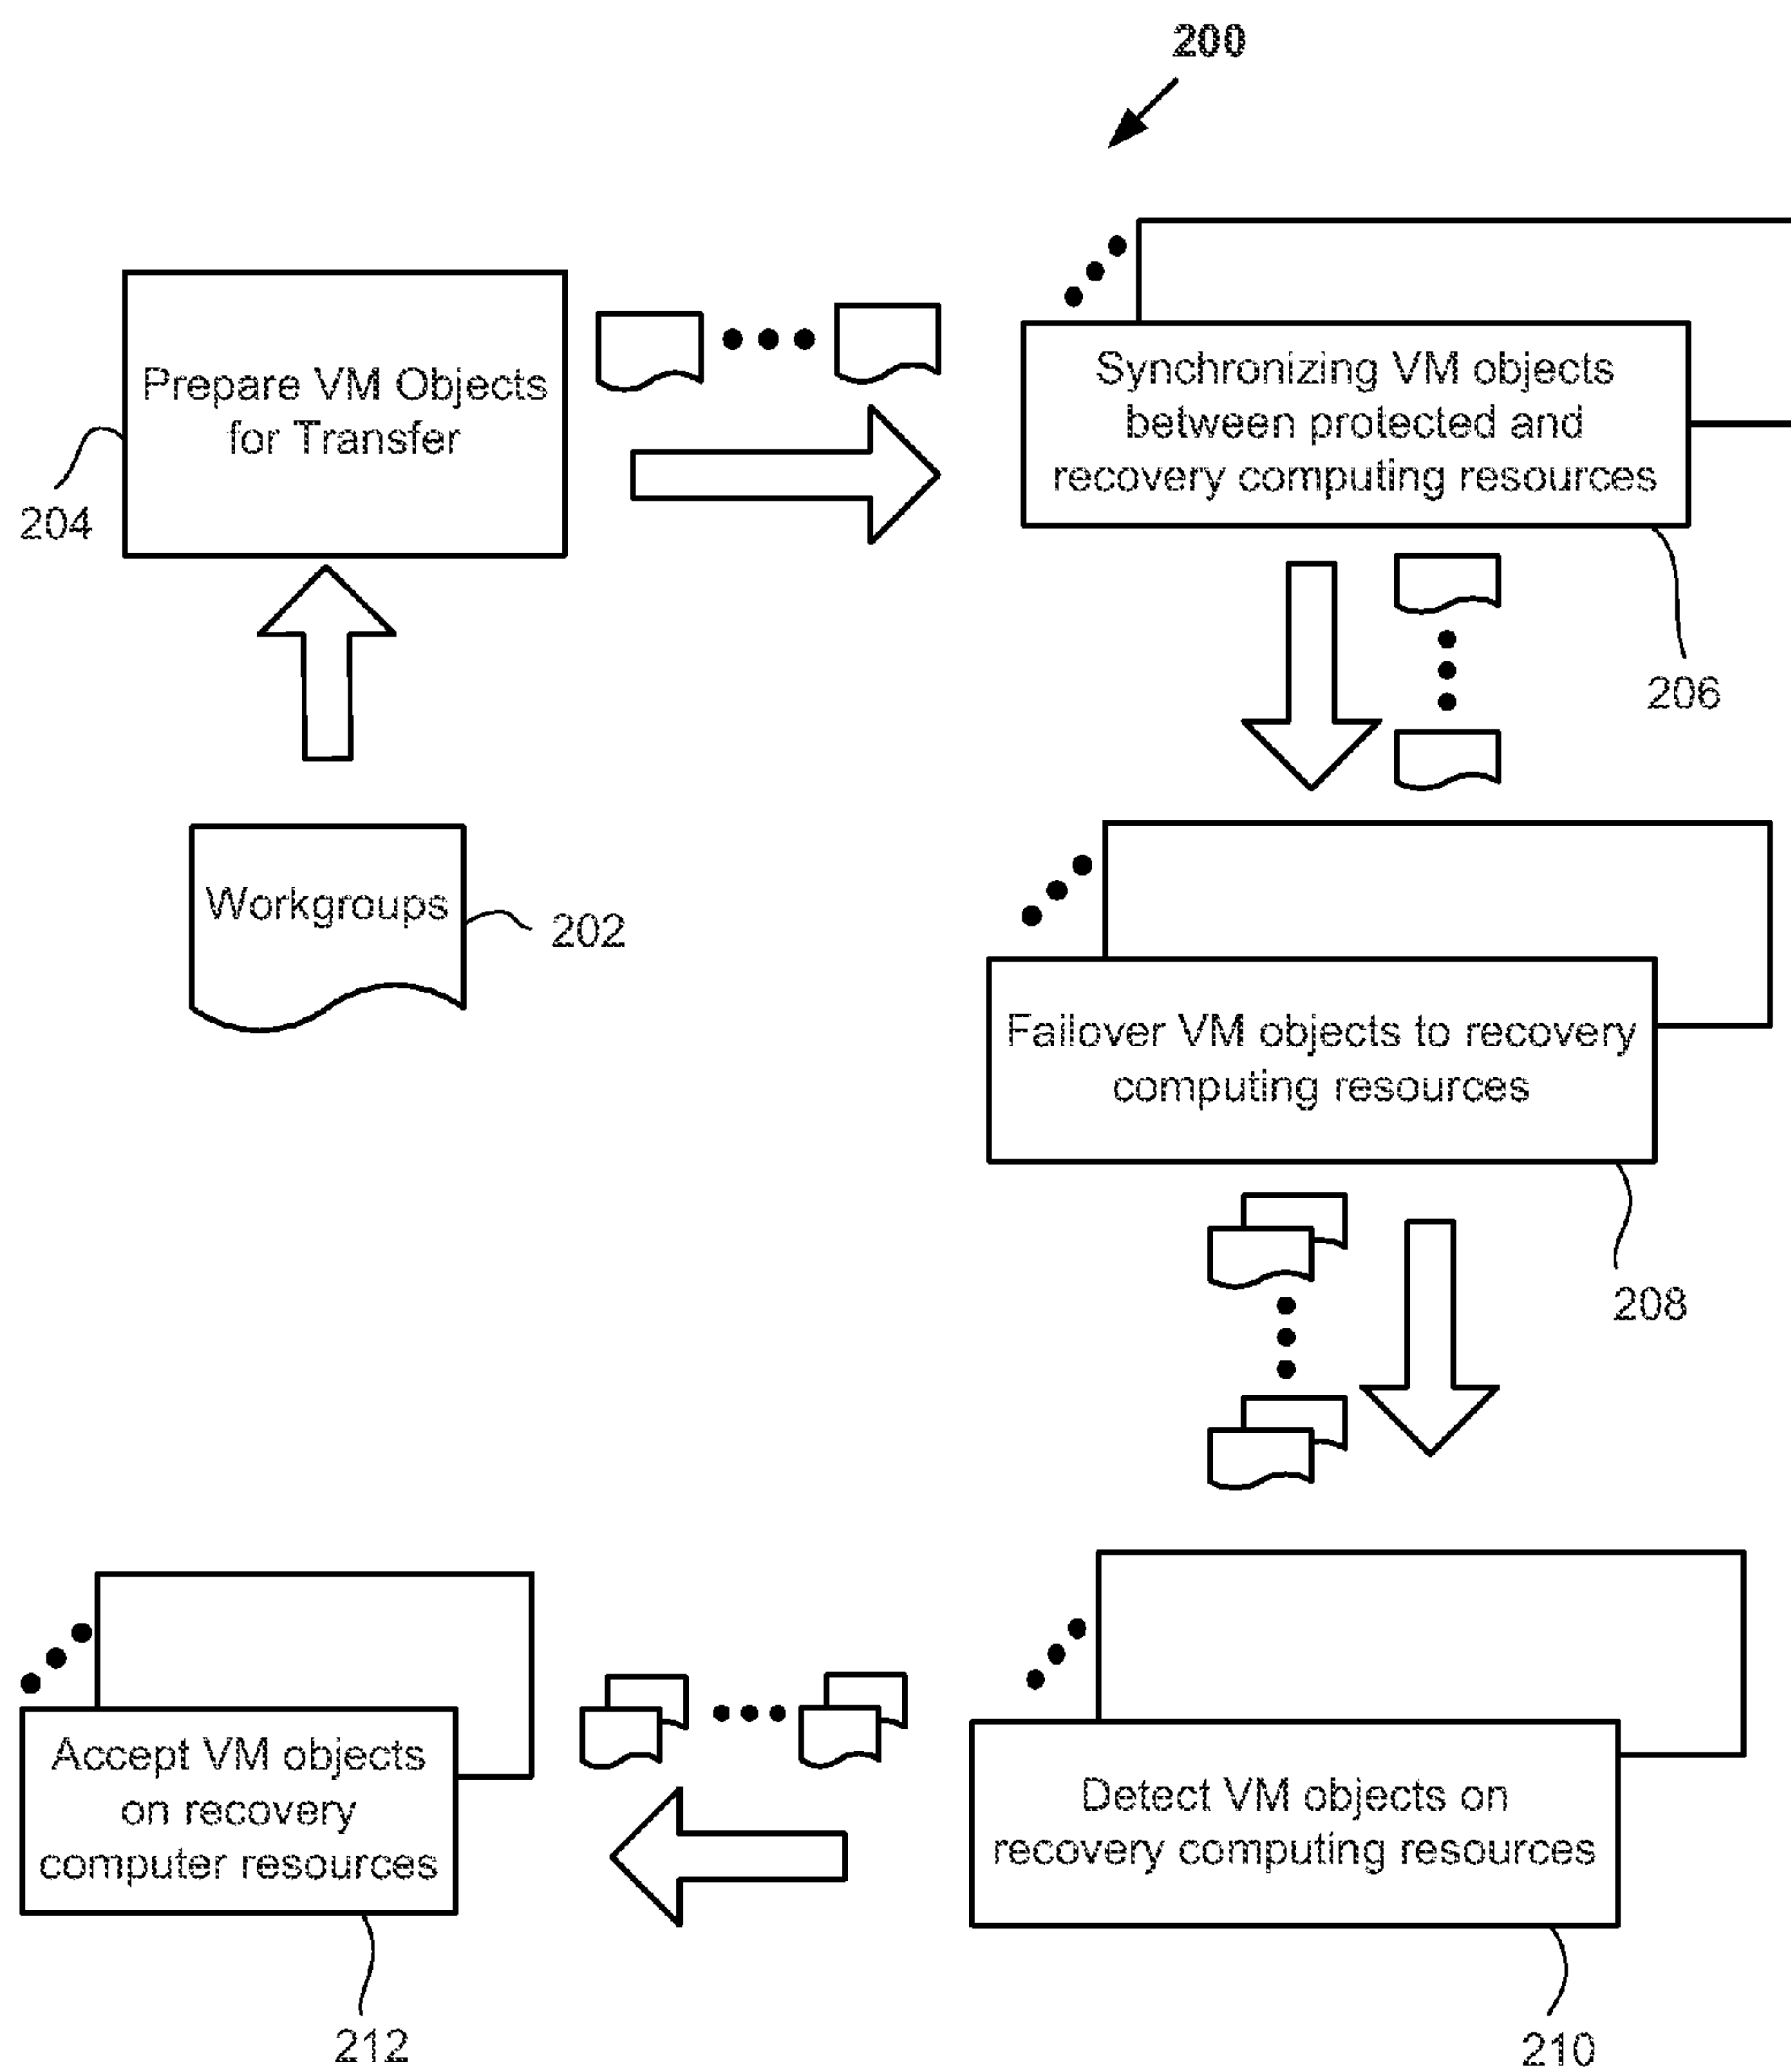 200
Prepare VM Objects
for Transfer
204
Synchronizing VM objects
between protected and
recovery computing resources
206
Workgroups
202
Failover VM objects to recovery
computing resources
208
Accept VM objects
on recovery
computer resources
212
Detect VM objects on
recovery computing resources
210